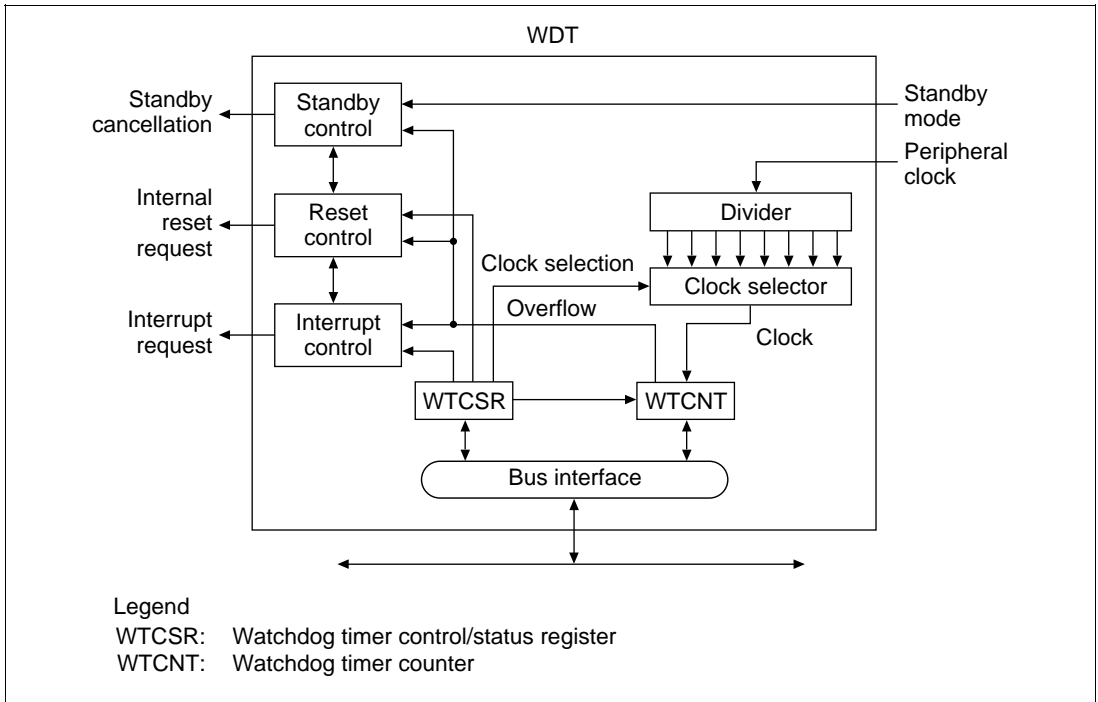 WDT
Standby
cancellation
Standby
control
Standby
mode
Peripheral
clock
Internal
reset
request
Reset
control
Divider
Clock selection
Clock selector
Overflow
Interrupt
request
Interrupt
control
Clock
WTCSR
WTCNT
Bus interface
Legend
WTCSR: Watchdog timer control/status register
WTCNT: Watchdog timer counter